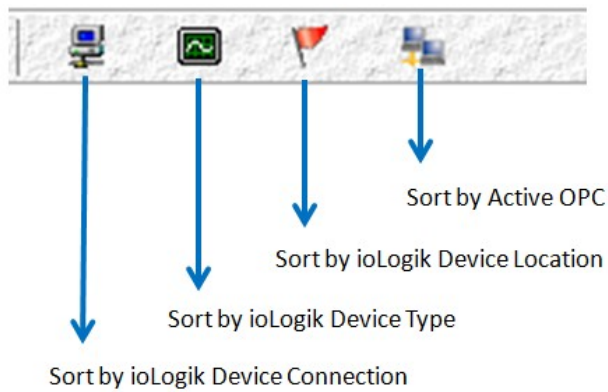 Sort by Active OPC
Sort by ioLogik Device Location
Sort by ioLogik Device Type
Sort by ioLogik Device Connection